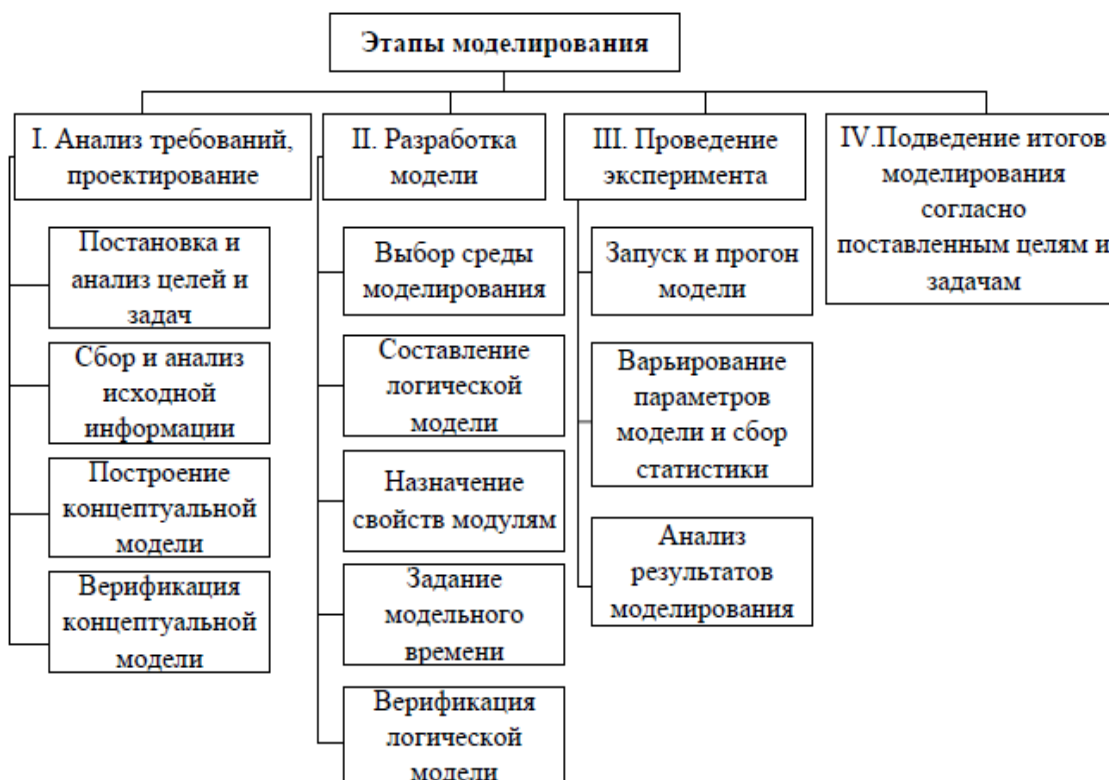 Этапы моделирования
I. Анализ требований,
проектирование
Постановка и
анализ целей и
задач
Сбор и анализ
исходной
информации
Построение
концептуальной
модели
Верификация
концептуальной
модели
II. Разработка
модели
Выбор среды
моделирования
Составление
логической
модели
Назначение
свойств модулям
Задание
модельного
времени
Верификация
логической
модели
III. Проведение
эксперимента
Запуск и прогон
модели
Варьирование
параметров
модели и сбор
статистики
Анализ
результатов
моделирования
IV.Подведение итогов
моделирования
согласно
поставленным целям и
задачам